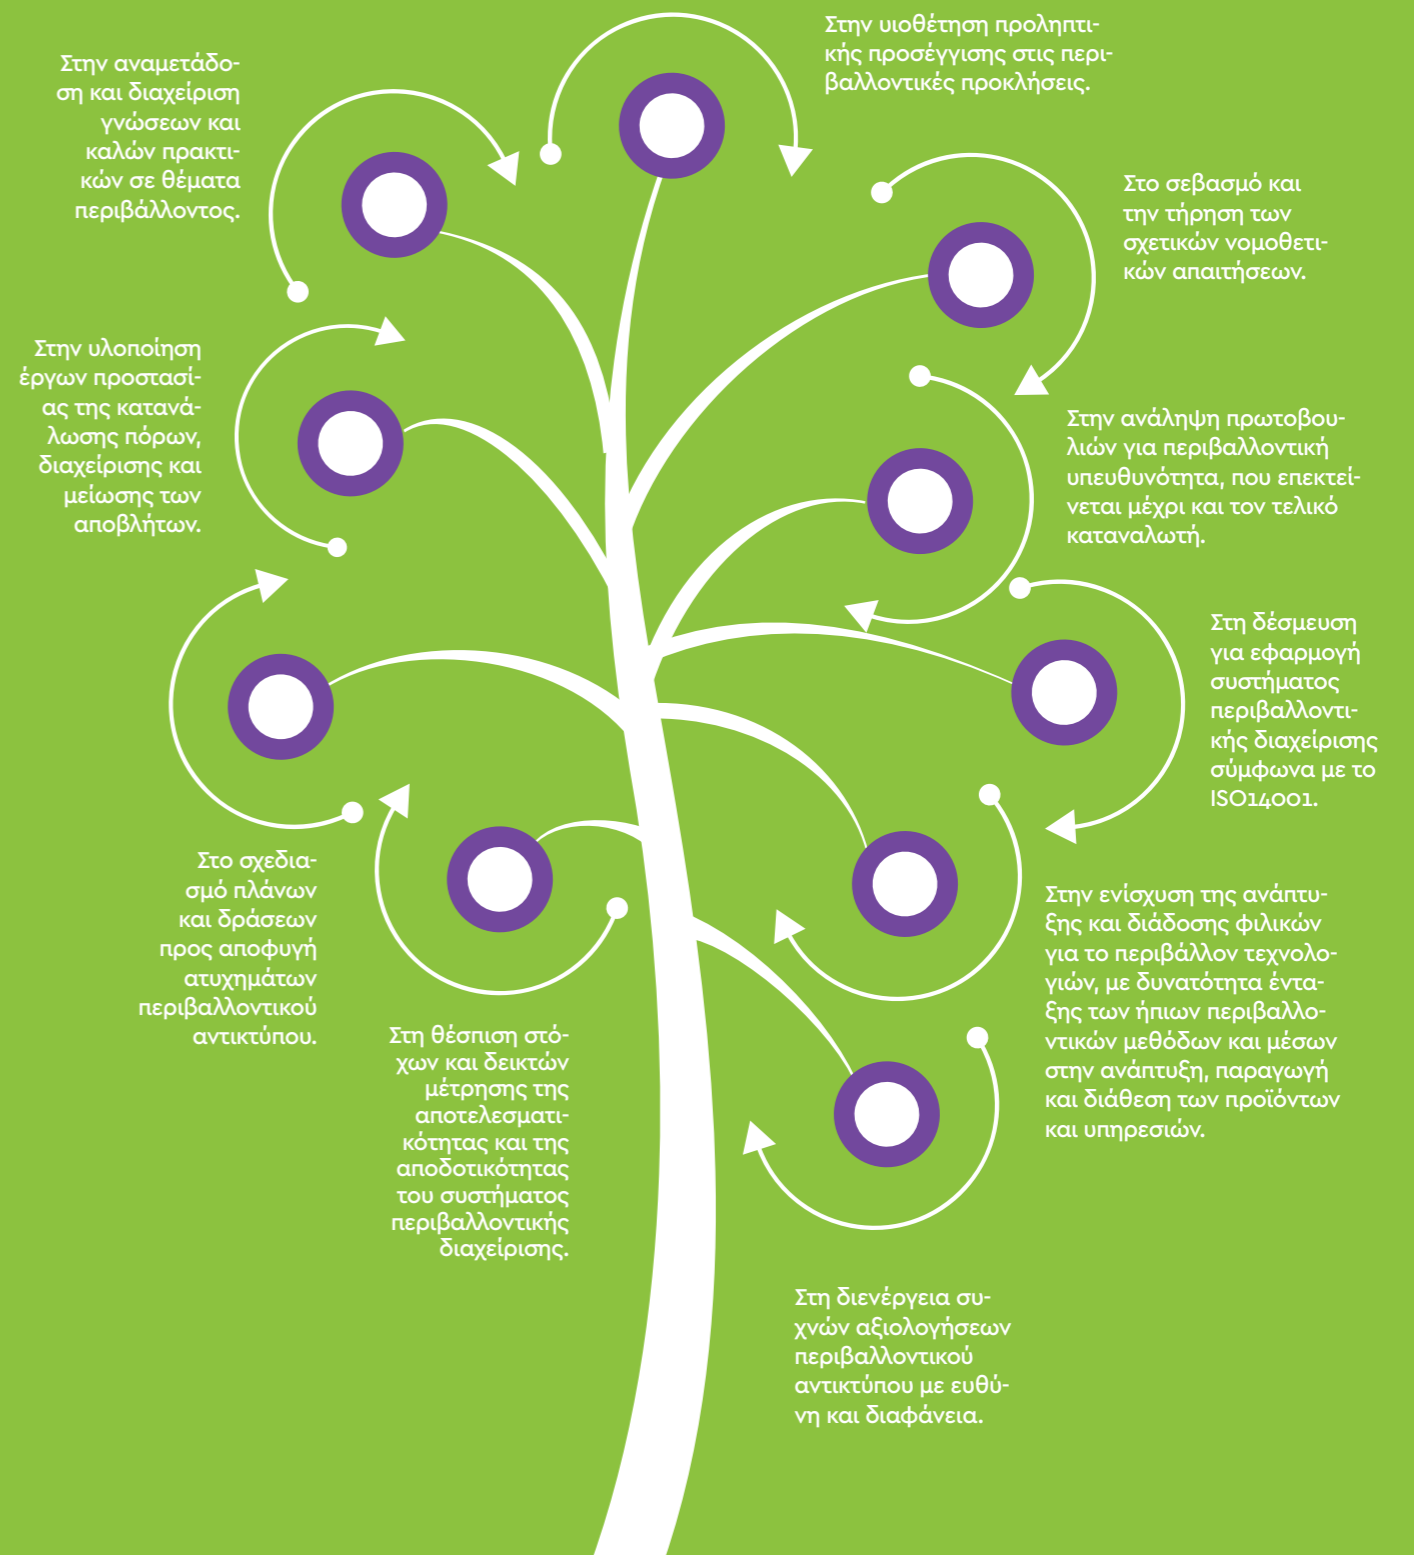 Στην υιοθέτηση προληπτι-
κής προσέγγισης στις περι-
βαλλοντικές προκλήσεις.
Στο σεβασμό και
την τήρηση των
σχετικών νομοθετι-
κών απαιτήσεων.
Στην ανάληψη πρωτοβου-
λιών για περιβαλλοντική
υπευθυνότητα, που επεκτεί-
νεται μέχρι και τον τελικό
καταναλωτή.
Στη δέσμευση
για εφαρμογή
συστήματος
περιβαλλοντι-
κής διαχείρισης
σύμφωνα με το
ISO14001.
Στην ενίσχυση της ανάπτυ-
ξης και διάδοσης φιλικών
για το περιβάλλον τεχνολο-
γιών, με δυνατότητα έντα-
ξης των ήπιων περιβαλλο-
ντικών μεθόδων και μέσων
στην ανάπτυξη, παραγωγή
και διάθεση των προϊόντων
και υπηρεσιών.
Στη διενέργεια συ-
χνών αξιολογήσεων
περιβαλλοντικού
αντικτύπου με ευθύ-
νη και διαφάνεια.
Στη θέσπιση στό-
χων και δεικτών
μέτρησης της
αποτελεσματι-
κότητας και της
αποδοτικότητας
του συστήματος
περιβαλλοντικής
διαχείρισης.
Στο σχεδια-
σμό πλάνων
και δράσεων
προς αποφυγή
ατυχημάτων
περιβαλλοντικού
αντικτύπου.
Στην υλοποίηση
έργων προστασί-
ας της κατανά-
λωσης πόρων,
διαχείρισης και
μείωσης των
αποβλήτων.
Στην αναμετάδο-
ση και διαχείριση
γνώσεων και
καλών πρακτι-
κών σε θέματα
περιβάλλοντος.